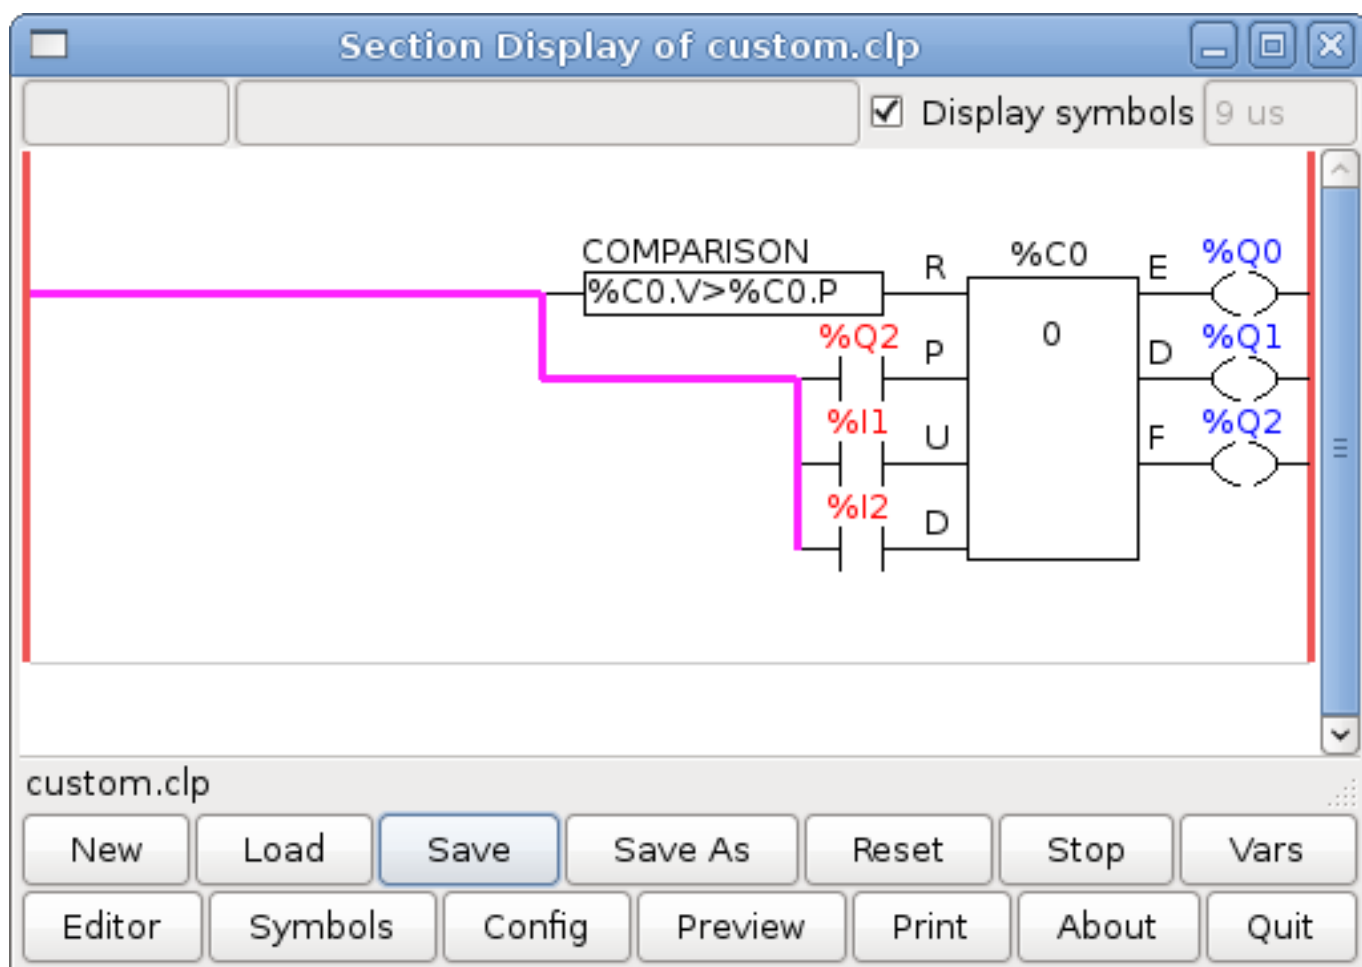 Section Display of custom.clp
Display symbols 9 us
COMPARISON R %C0 E %Q0
%C0.V>%C0.P
%Q2 P 0 D %Q1
%I1 U F %Q2
%I2 D
custom.clp
New Load Save Save As Reset Stop Vars
Editor Symbols Config Preview Print About Quit